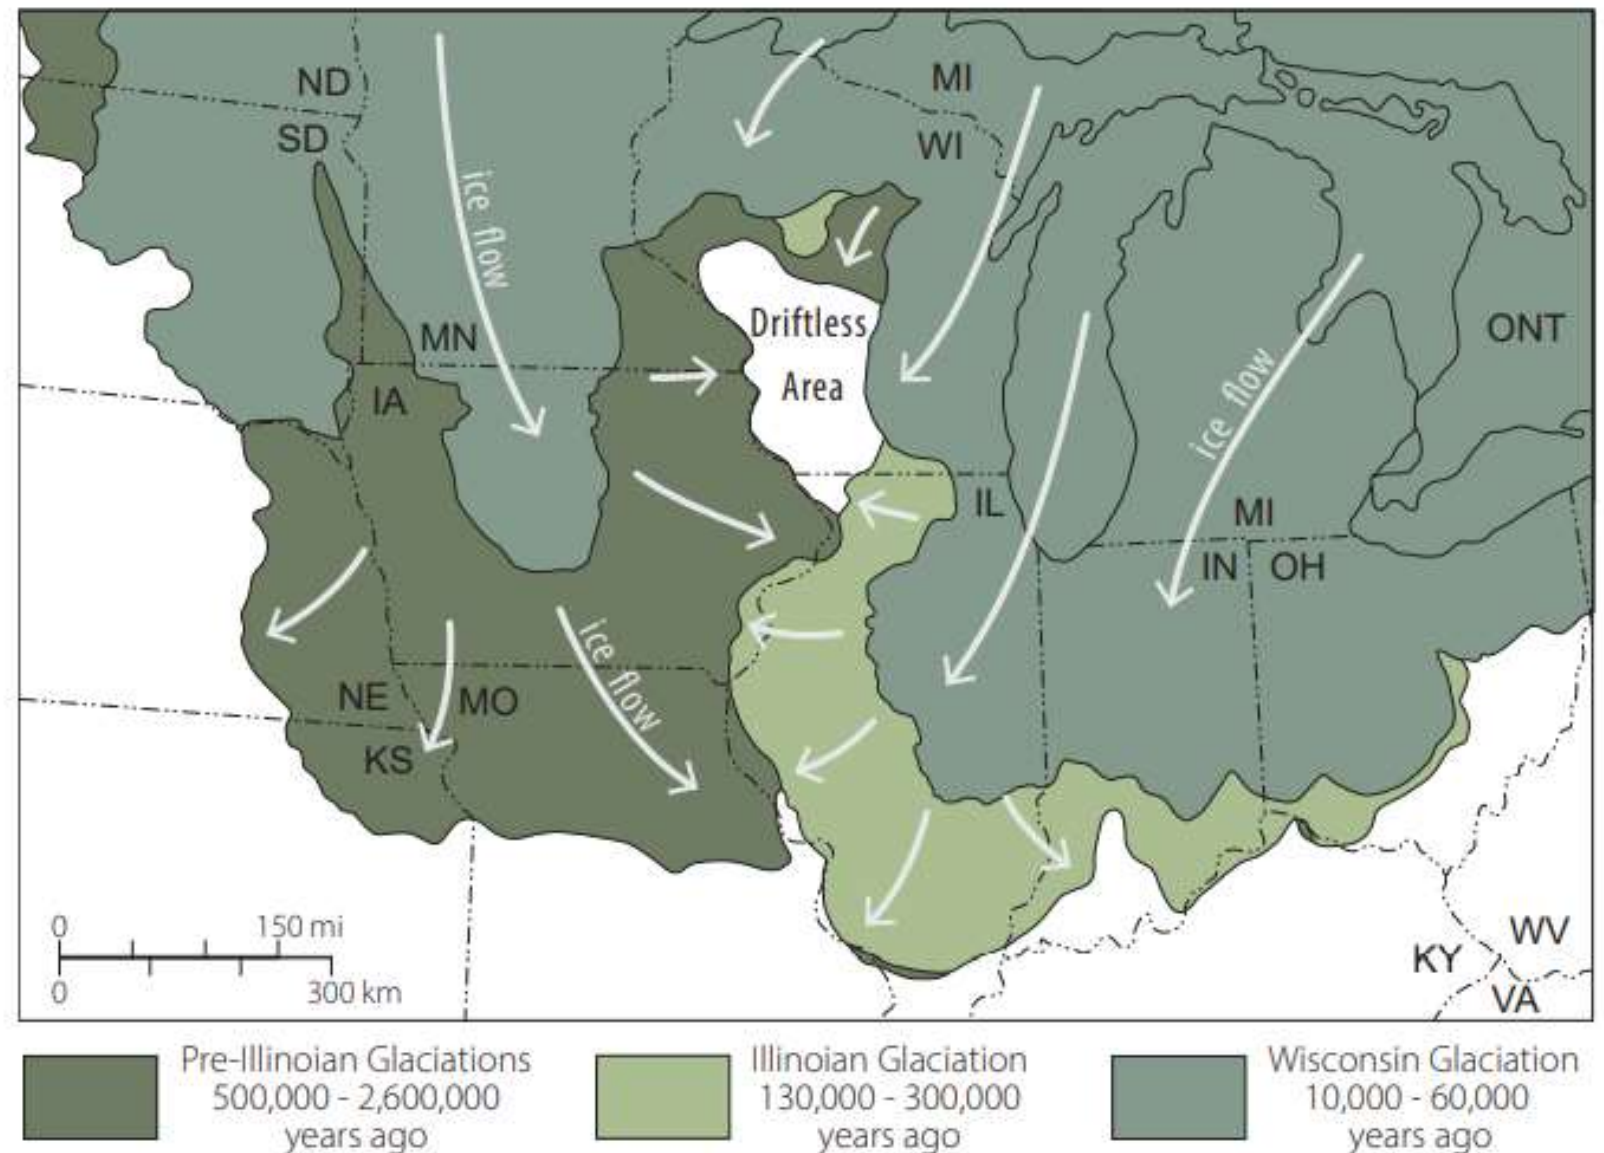 ND
MI
SD
WI
ice flow
Driftless
Area
MN
ONT
IA
ice flow
IL
MI
IN OH
ice flow
NE MO
KS
0 150 mi
0 300 km
WV
KY
VA
Pre-Illinoian Glaciations
500,000 - 2,600,000
years ago
Illinoian Glaciation
130,000 - 300,000
years ago
Wisconsin Glaciation
10,000 - 60,000
years ago